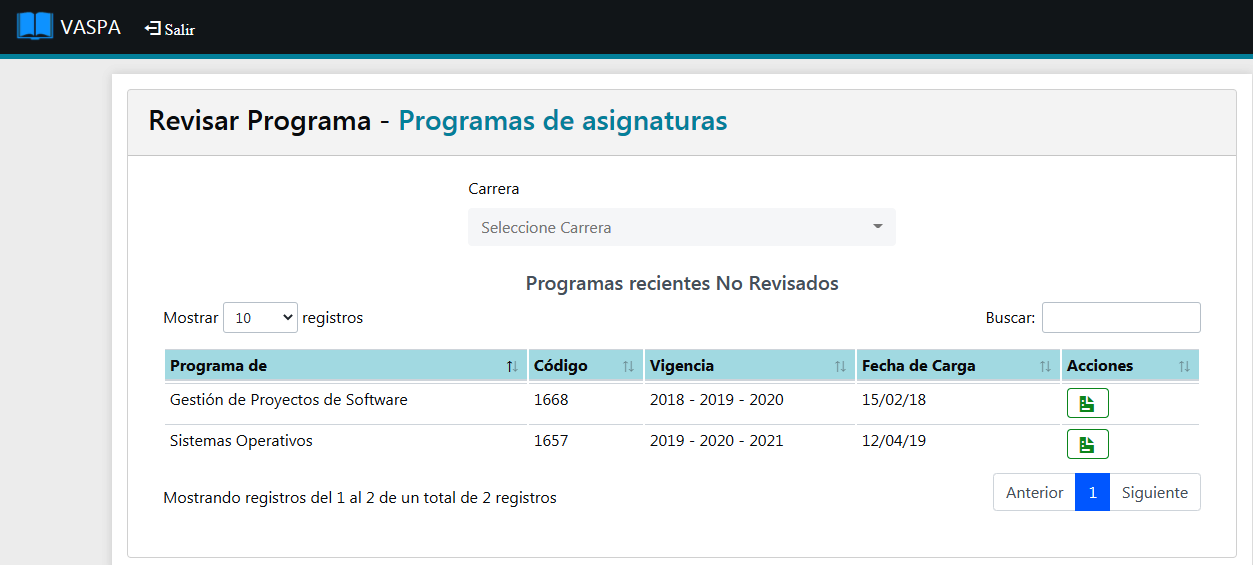 VASPA Salir
Revisar Programa - Programas de asignaturas
Carrera
Seleccione Carrera
Programas recientes No Revisados
Mostrar 10 registros Buscar:
Programa de Código Vigencia Fecha de Carga Acciones
Gestión de Proyectos de Software 1668 2018 - 2019 - 2020 15/02/18
Sistemas Operativos 1657 2019 - 2020 - 2021 12/04/19
Mostrando registros del 1 al 2 de un total de 2 registros Anterior 1 Siguiente